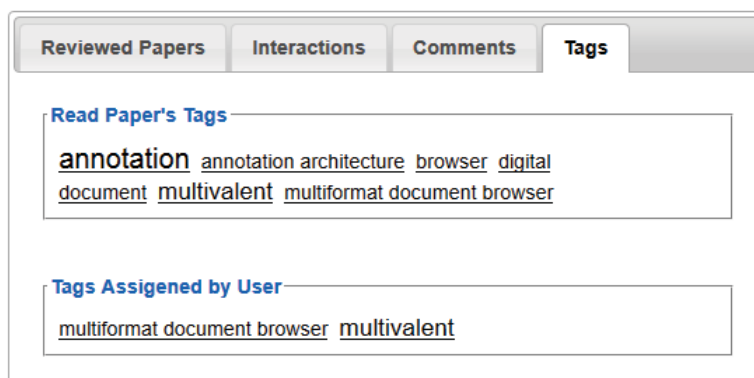 Reviewed Papers Interactions Comments Tags
Read Paper's Tags
annotation annotation architecture browser digital
document multivalent multiformat document browser
Tags Assigened by User
multiformat document browser multivalent